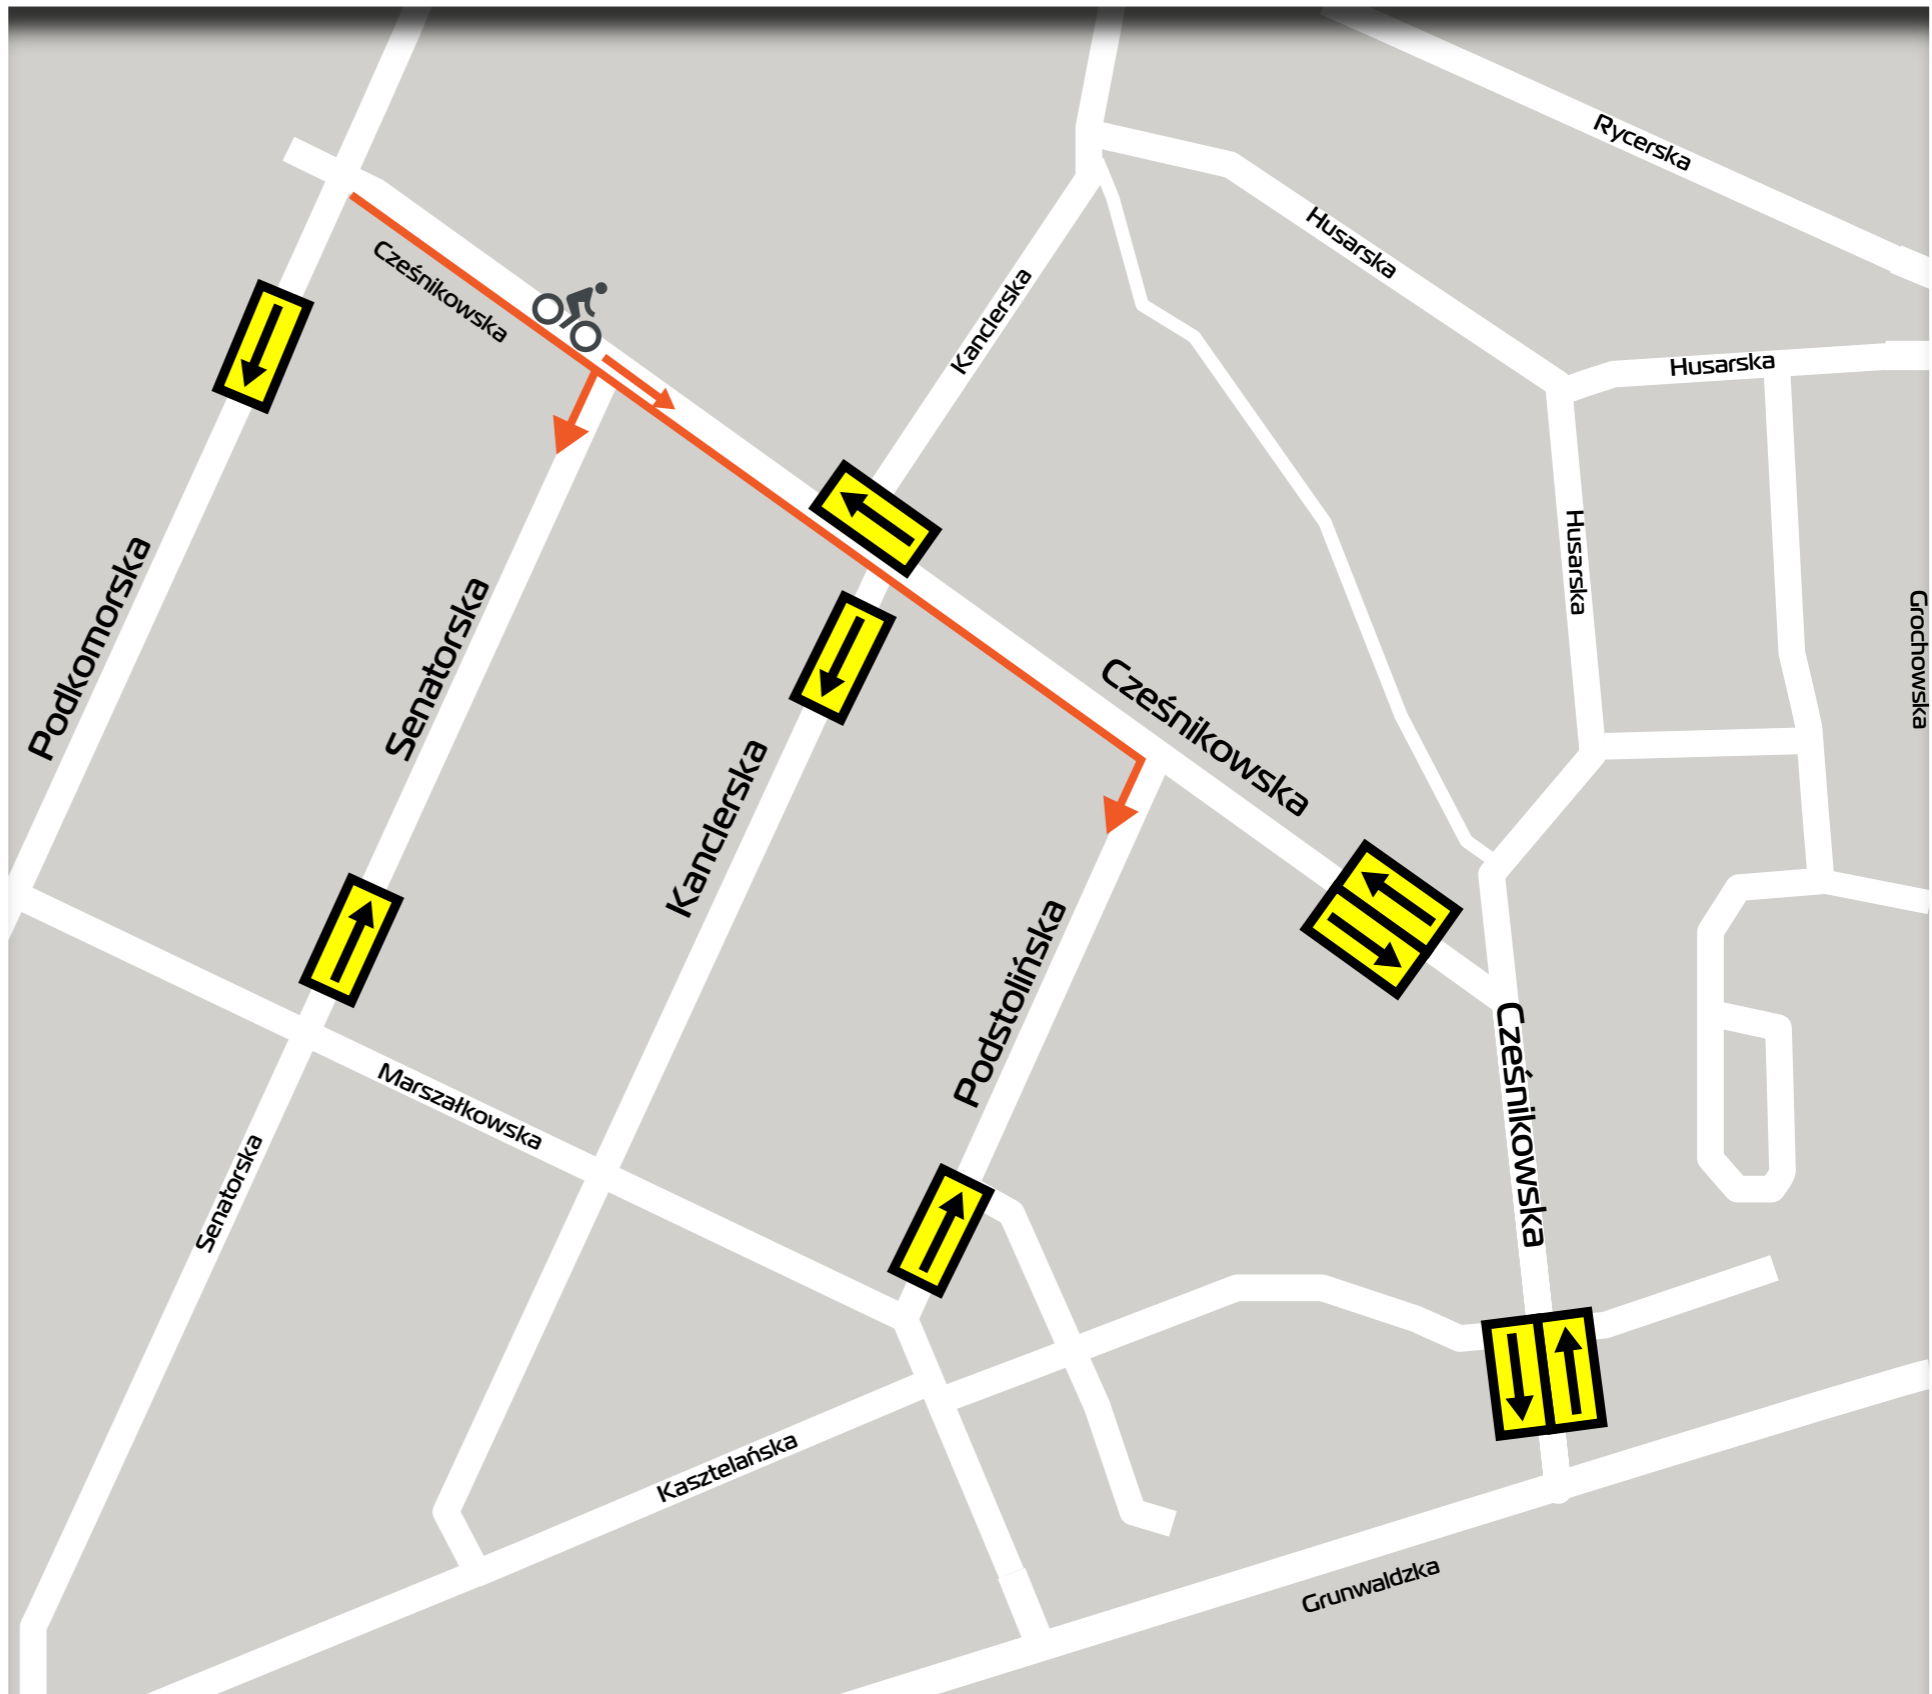 Rycerska
Husarska
Cześnikowska
Kanclerska
Husarska
Husarska
Podkomorska
Senatorska
Grochowska
Cześnikowska
Kanclerska
Podstolińska
Cześnikowska
Marszałkowska
Senatorska
Kasztelańska
Grunwaldzka